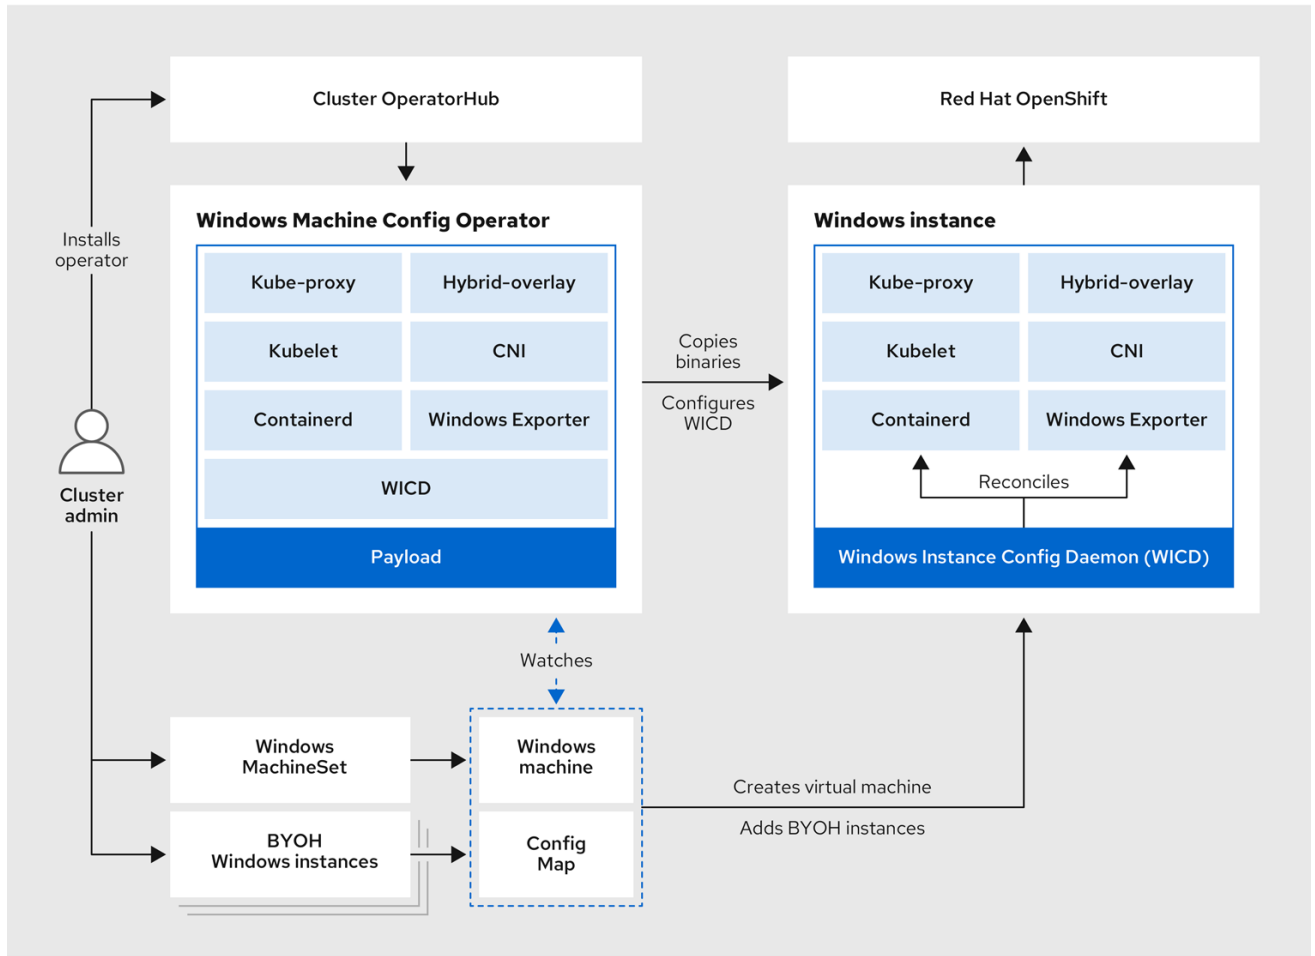 Cluster OperatorHub
Red Hat OpenShift
Installs
operator
Cluster
admin
Windows Machine Config Operator
Kube-proxy
Hybrid-overlay
Kubelet
CNI
Containerd
Windows Exporter
WICD
Payload
Copies
binaries
Configures
WICD
Windows instance
Kube-proxy
Hybrid-overlay
Kubelet
CNI
Containerd
Windows Exporter
Reconciles
Windows Instance Config Daemon (WICD)
Watches
Windows
MachineSet
Windows
machine
BYOH
Windows instances
Config
Map
Creates virtual machine
Adds BYOH instances